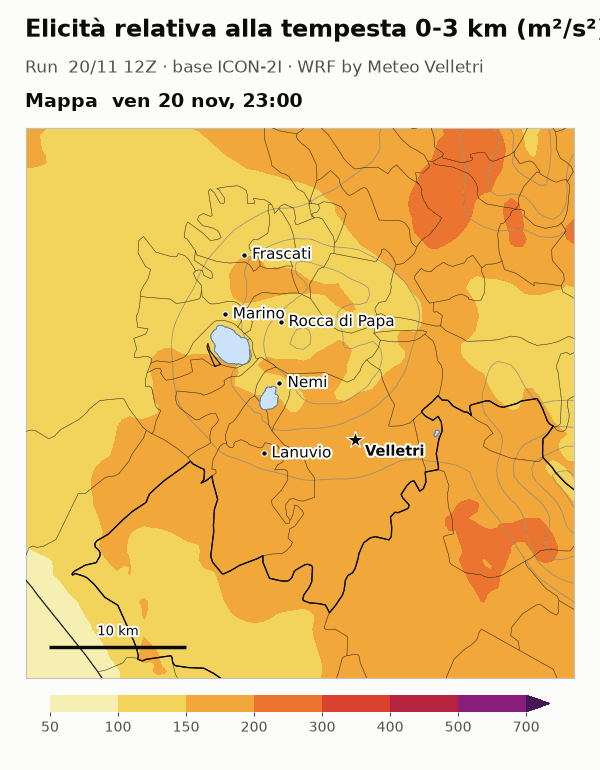 Elicità relativa alla tempesta 0-3 km (m²/s²)
Run  20/11 12Z · base ICON-2I · WRF by Meteo Velletri
Mappa  ven 20 nov, 23:00
Frascati
Marino
Rocca di Papa
Nemi
Velletri
Lanuvio
10 km
50 100 150 200 300 400 500 700